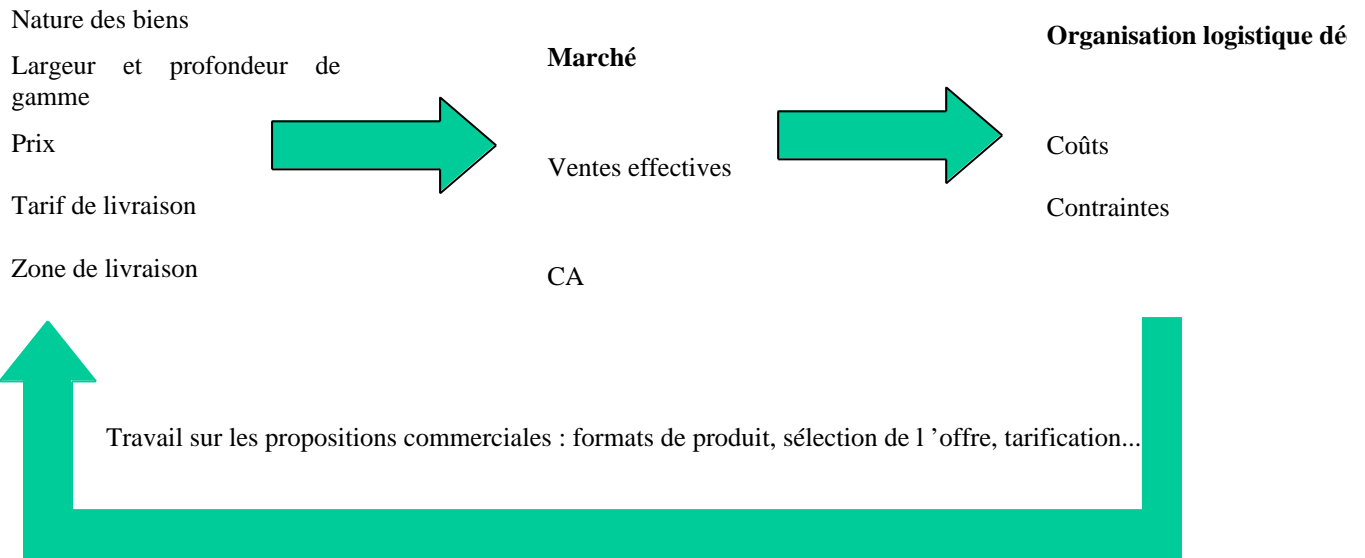 Nature des biens
Largeur et profondeur de
gamme
Prix
Tarif de livraison
Zone de livraison
Marché
Ventes effectives
CA
Organisation logistique
Coûts
Contraintes
Travail sur les propositions commerciales : formats de produit, sélection de l ’offre, tarification...